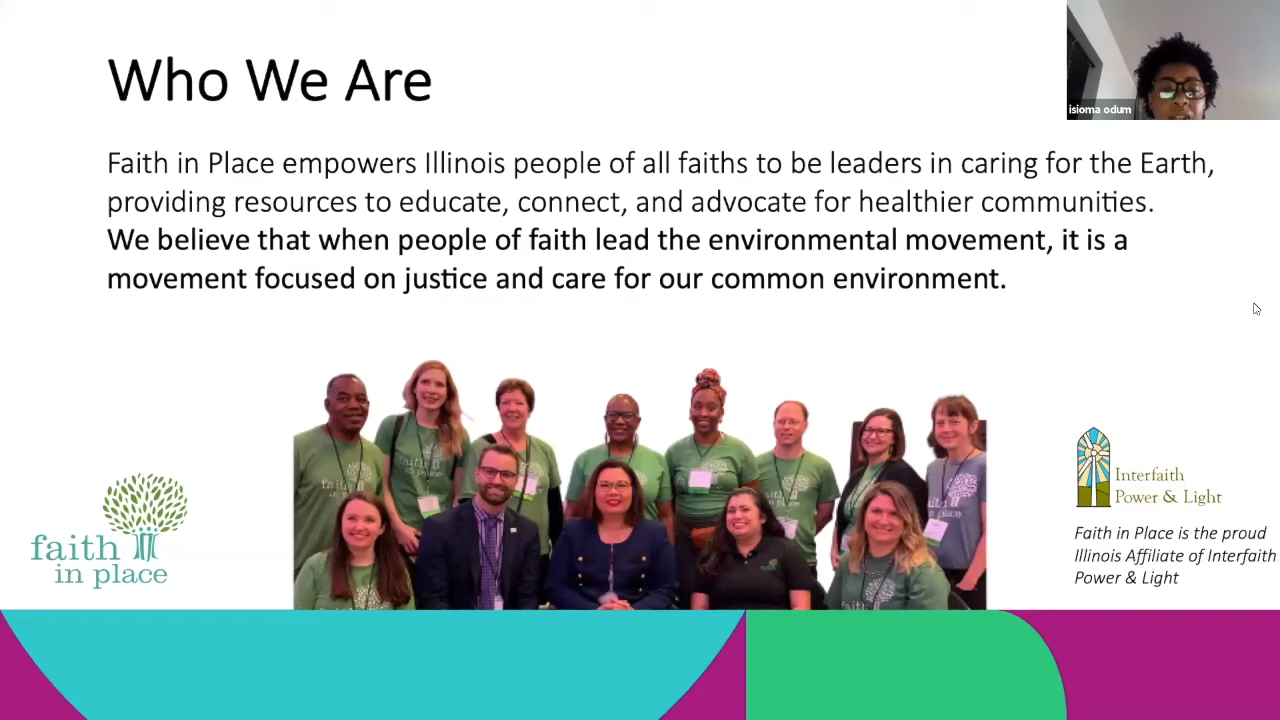 Who We Are
isioma odum
Faith in Place empowers Illinois people of all faiths to be leaders in caring for the Earth,
providing resources to educate, connect, and advocate for healthier communities.
We believe that when people of faith lead the environmental movement, it is a
movement focused on justice and care for our common environment.
faith
in place
Interfaith
Power & Light
Faith in Place is the proud
Illinois Affiliate of Interfaith
Power & Light